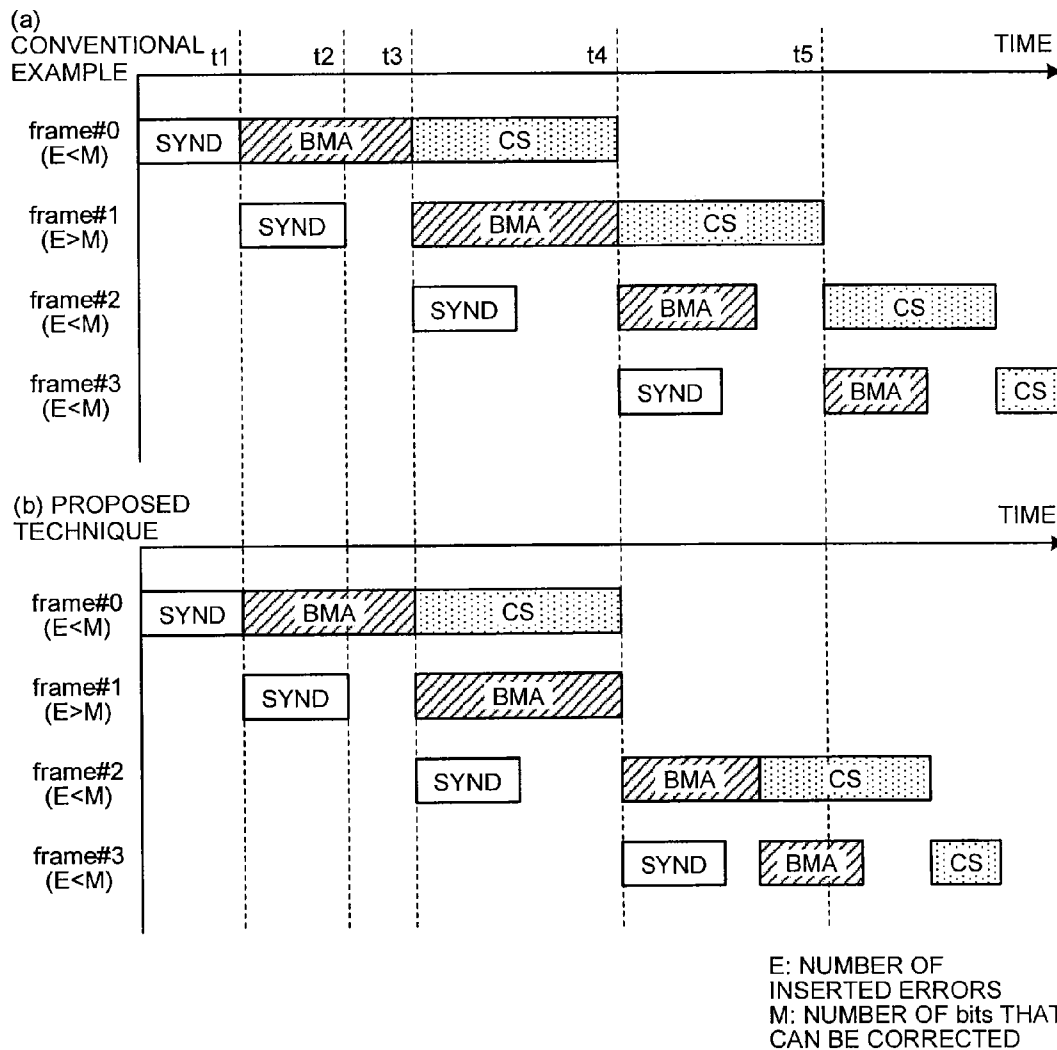 (a)
CONVENTIONAL
EXAMPLE
t1 t2 t3 t4 t5 TIME
frame#0
(E<M)
SYND BMA CS
frame#1
(E>M)
SYND BMA CS
frame#2
(E<M)
SYND BMA CS
frame#3
(E<M)
SYND BMA CS
(b) PROPOSED
TECHNIQUE
TIME
frame#0
(E<M)
SYND BMA CS
frame#1
(E>M)
SYND BMA
frame#2
(E<M)
SYND BMA CS
frame#3
(E<M)
SYND BMA CS
E: NUMBER OF
INSERTED ERRORS
M: NUMBER OF bits THAT
CAN BE CORRECTED